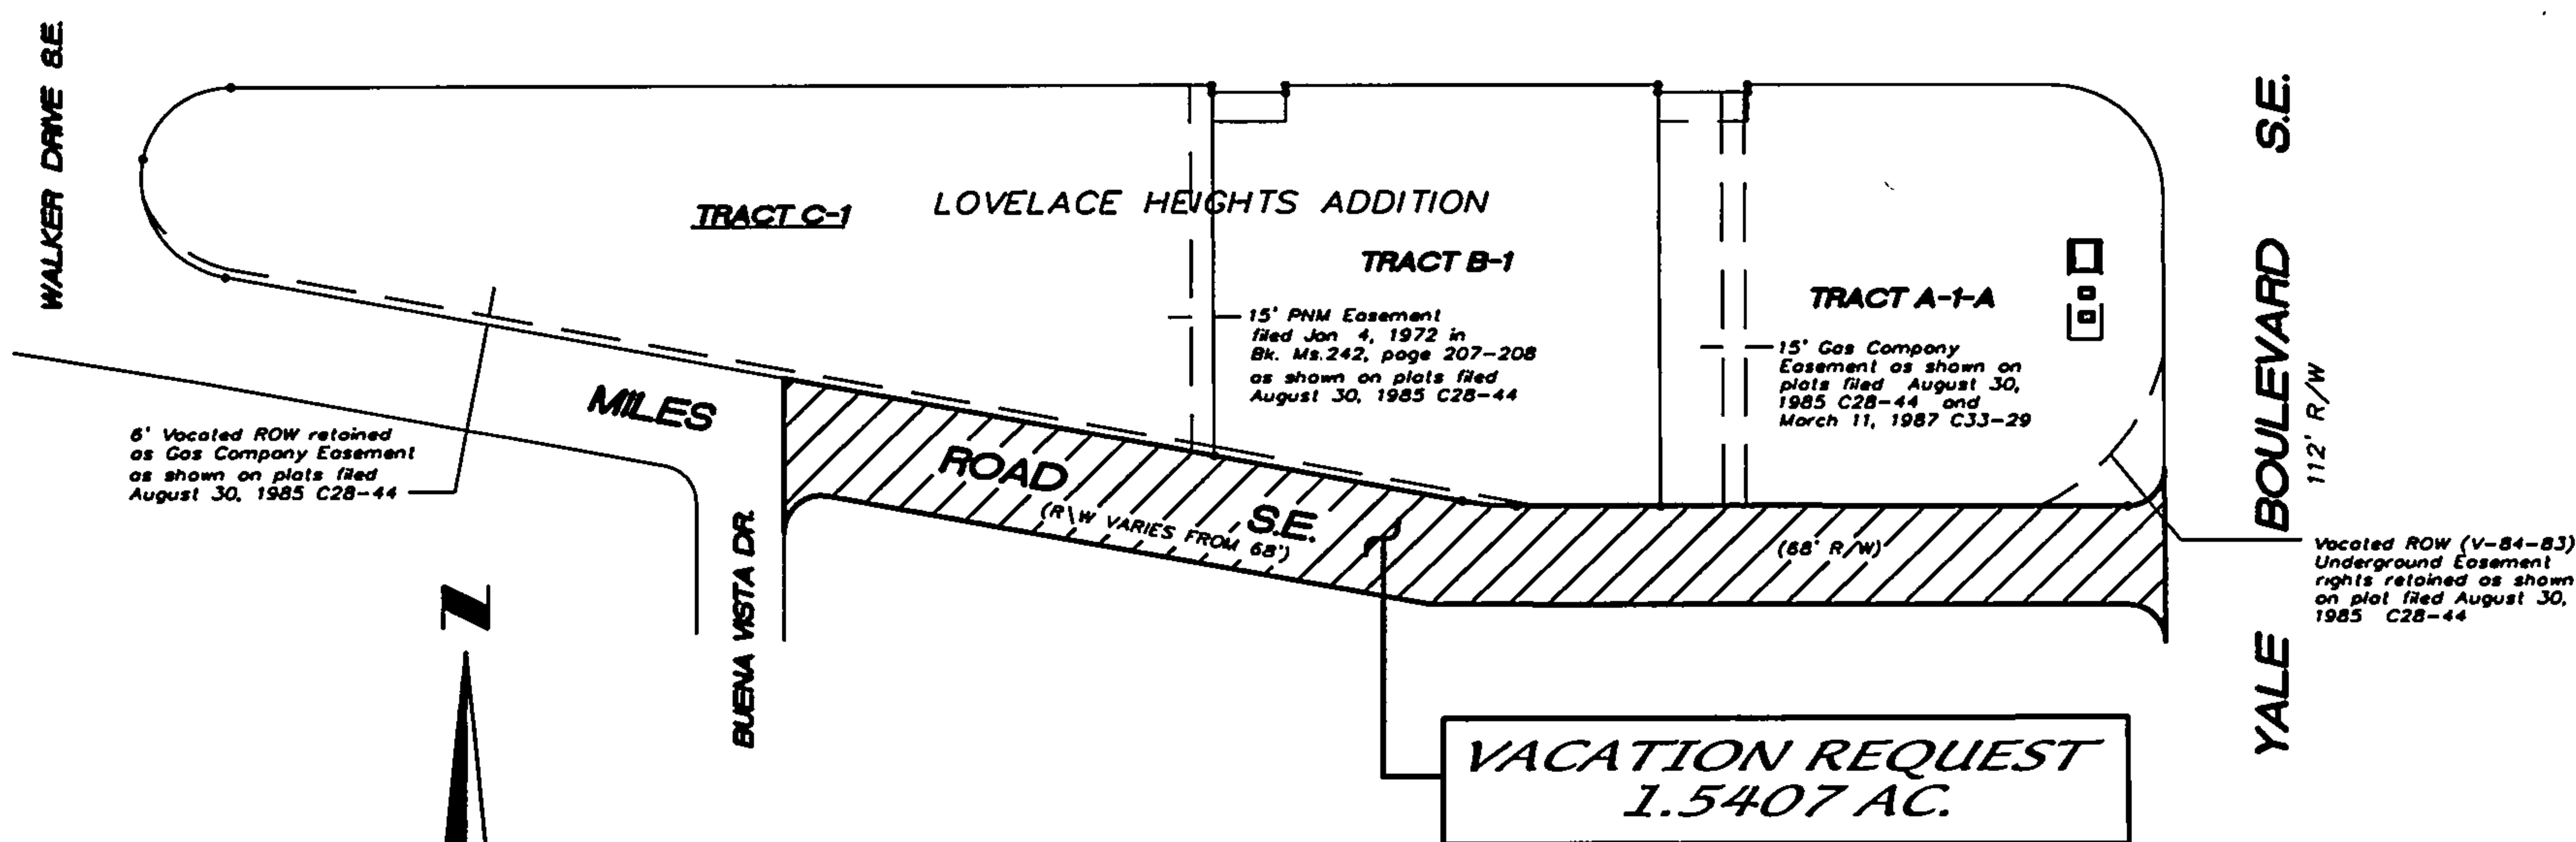 WALKER DRIVE S.E.
TRACT C-1
LOVELACE HEIGHTS ADDITION
TRACT B-1
TRACT A-1-A
15' PNM Easement
filed Jan 4, 1972 in
Bk. Ms.242, page 207-208
as shown on plats filed
August 30, 1985 C28-44
15' Gas Company
Easement as shown on
plats filed August 30,
1985 C28-44 and
March 11, 1987 C33-29
6' Vacated ROW retained
as Gas Company Easement
as shown on plats filed
August 30, 1985 C28-44
MILES
ROAD
S.E.
(R\W VARIES FROM 68')
(68' R/W)
BUENA VISTA DR.
YALE BOULEVARD S.E.
112' R/W
Vacated ROW (V-84-83)
Underground Easement
rights retained as shown
on plat filed August 30,
1985 C28-44
N
VACATION REQUEST
1.5407 AC.